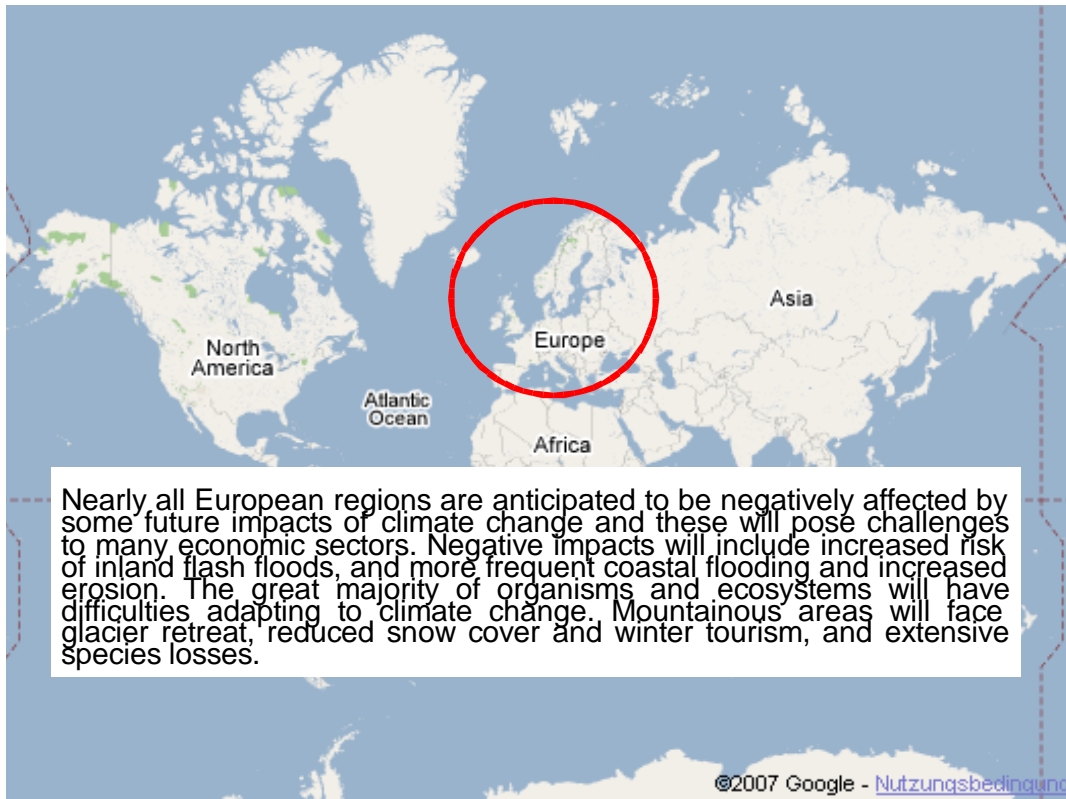 Asia
Europe
North
America
Atlantic
Ocean
Africa
Nearly all European regions are anticipated to be negatively affected by
some future impacts of climate change and these will pose challenges
to many economic sectors. Negative impacts will include increased risk
of inland flash floods, and more frequent coastal flooding and increased
erosion. The great majority of organisms and ecosystems will have
difficulties adapting to climate change. Mountainous areas will face
glacier retreat, reduced snow cover and winter tourism, and extensive
species losses.
©2007 Google - Nutzungsbedingung